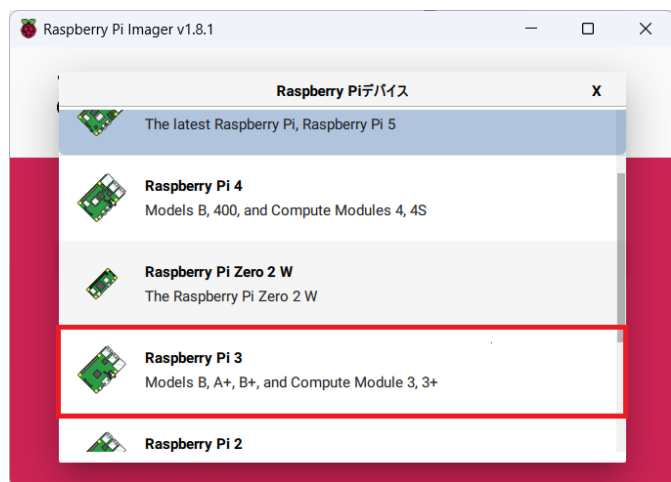 Raspberry Pi Imager v1.8.1
Raspberry Piデバイス
X
The latest Raspberry Pi, Raspberry Pi 5
Raspberry Pi 4
Models B, 400, and Compute Modules 4, 4S
Raspberry Pi Zero 2 W
The Raspberry Pi Zero 2 W
Raspberry Pi 3
Models B, A+, B+, and Compute Module 3, 3+
Raspberry Pi 2